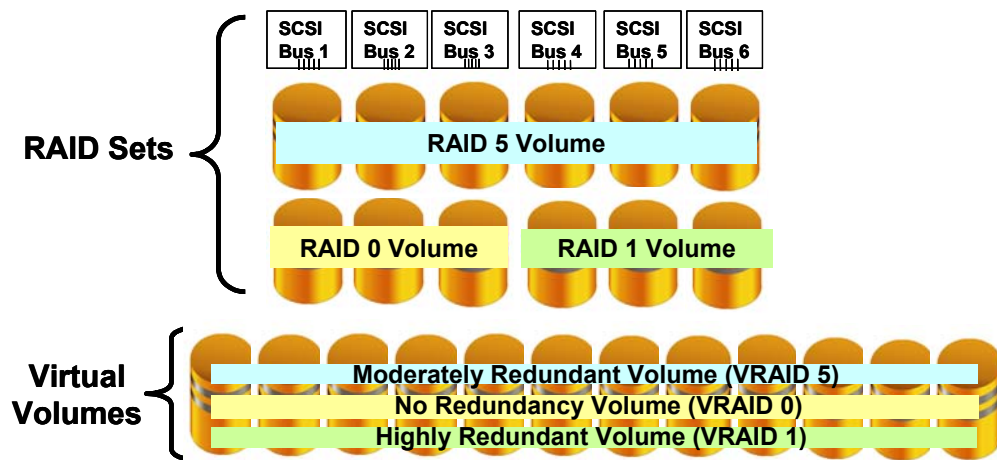 SCSI Bus 1
SCSI Bus 2
SCSI Bus 3
SCSI Bus 4
SCSI Bus 5
SCSI Bus 6
RAID Sets
RAID 5 Volume
RAID 0 Volume
RAID 1 Volume
Virtual Volumes
Moderately Redundant Volume (VRAID 5)
No Redundancy Volume (VRAID 0)
Highly Redundant Volume (VRAID 1)